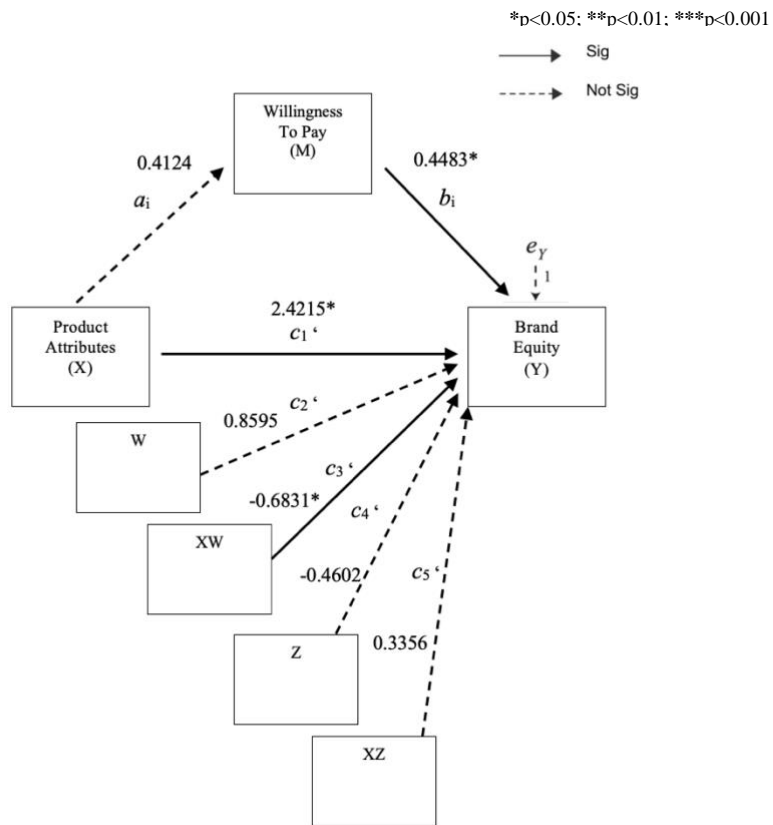 *p<0.05; **p<0.01; ***p<0.001
Sig
Not Sig
Willingness
To Pay
(M)
0.4124
0.4483*
ai
bi
eY
1
Product
Attributes
(X)
2.4215*
c1‘
Brand
Equity
(Y)
c2‘
0.8595
W
c3‘
-0.6831*
c4‘
XW
-0.4602
c5‘
Z
0.3356
XZ